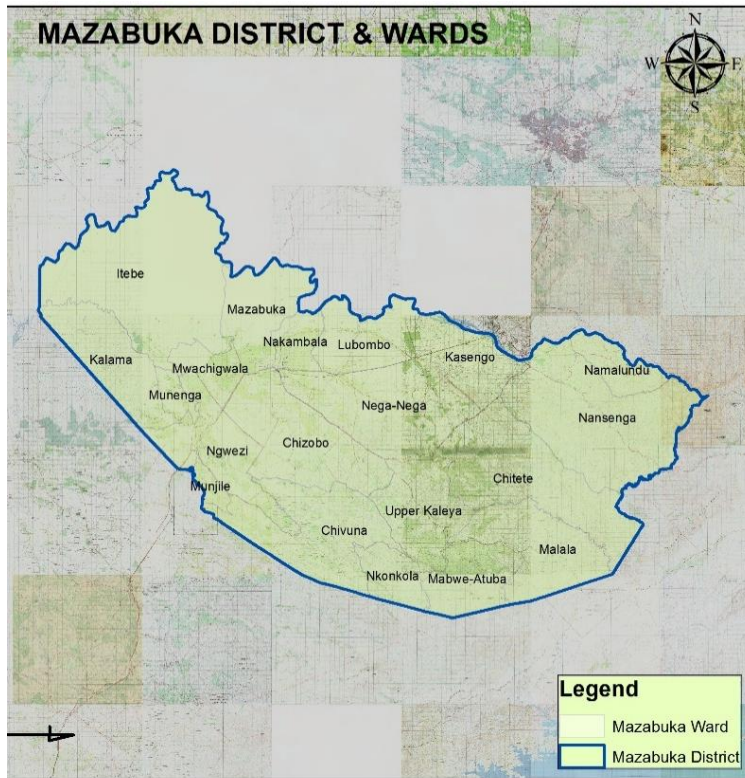 MAZABUKA DISTRICT & WARDS
N
W E
S
Itebe
Mazabuka
Nakambala
Lubombo
Kasengo
Kalama
Mwachigwala
Namalundu
Munenga
Nega-Nega
Nansenga
Ngwezi
Chizobo
Munjile
Chitete
Upper Kaleya
Chivuna
Malala
Nkonkola
Mabwe-Atuba
Legend
Mazabuka Ward
Mazabuka District